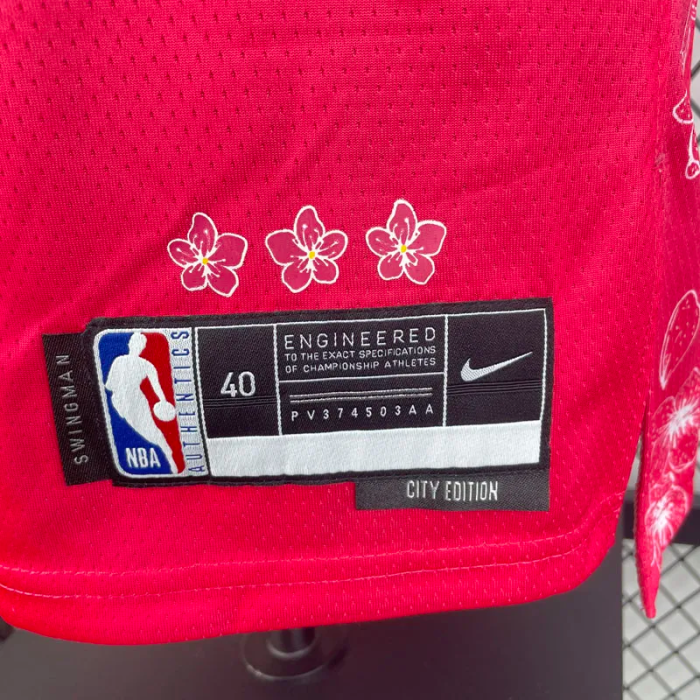 SWINGMAN
NBA
AUTHENTICS
40
ENGINEERED
TO THE EXACT SPECIFICATIONS
OF CHAMPIONSHIP ATHLETES
PV374503AA
CITY EDITION